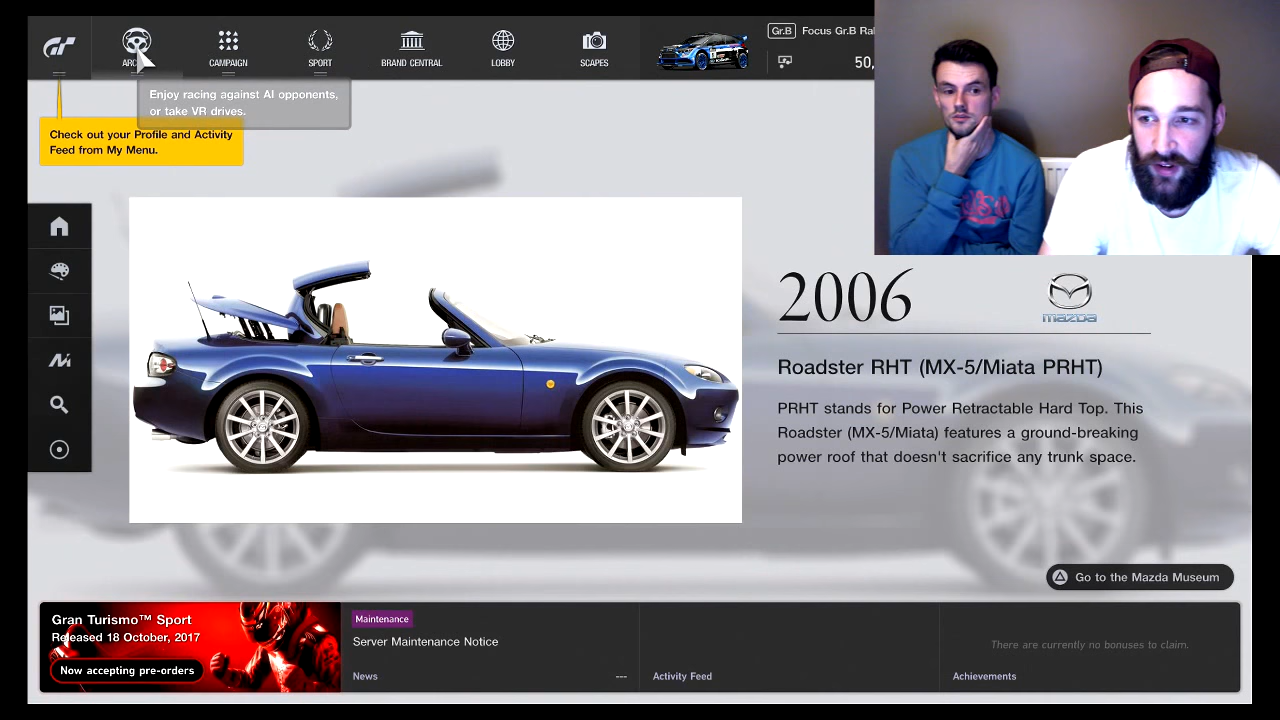 GT
ARC
CAMPAIGN
SPORT
BRAND CENTRAL
LOBBY
SCAPES
Gr.B
Focus Gr.B Ral
50,
Enjoy racing against AI opponents,
or take VR drives.
Check out your Profile and Activity
Feed from My Menu.
2006
mazda
Roadster RHT (MX-5/Miata PRHT)
PRHT stands for Power Retractable Hard Top. This
Roadster (MX-5/Miata) features a ground-breaking
power roof that doesn't sacrifice any trunk space.
Go to the Mazda Museum
Gran Turismo™ Sport
Released 18 October, 2017
Now accepting pre-orders
Maintenance
Server Maintenance Notice
News
---
Activity Feed
There are currently no bonuses to claim.
Achievements